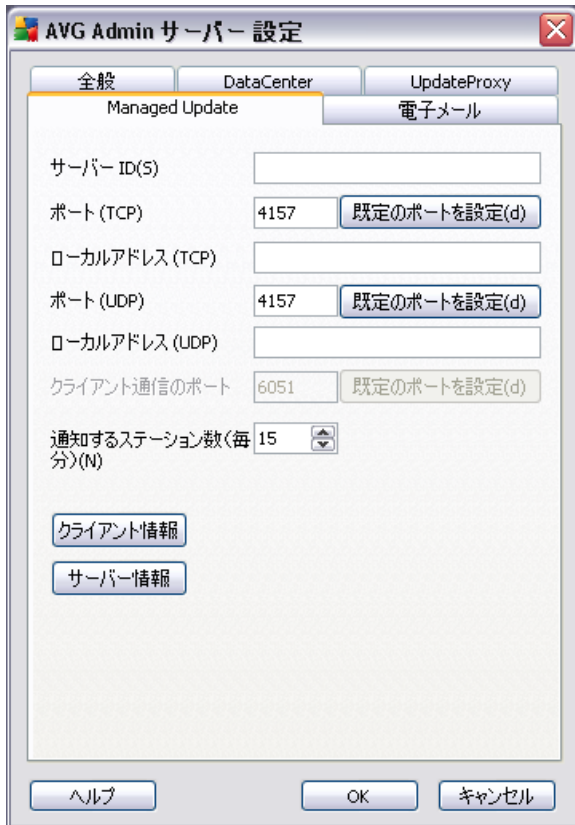 AVG Admin サーバー 設定
全般 DataCenter UpdateProxy
Managed Update 電子メール
サーバー ID(S)
ポート(TCP) 4157 既定のポートを設定(d)
ローカルアドレス(TCP)
ポート(UDP) 4157 既定のポートを設定(d)
ローカルアドレス(UDP)
クライアント通信のポート 6051 既定のポートを設定(d)
通知するステーション数(毎 15
分)(N)
クライアント情報
サーバー情報
ヘルプ OK キャンセル